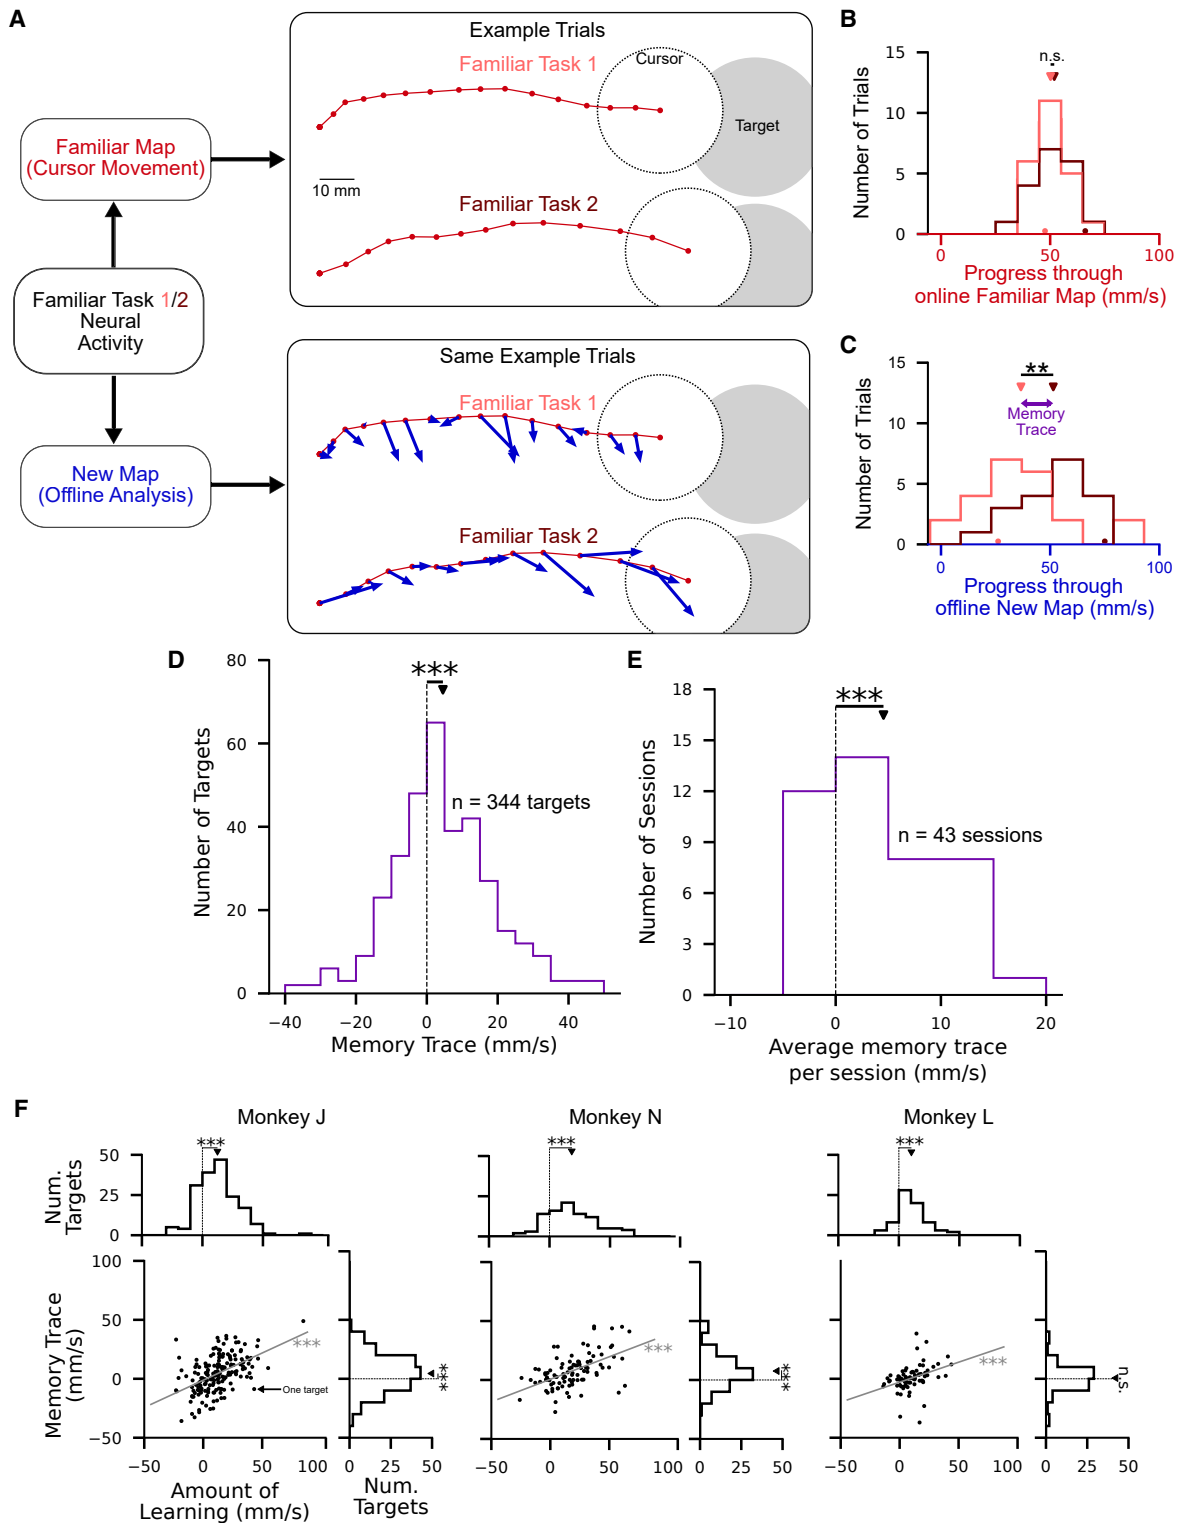 A
Example Trials
Familiar Task 1
Cursor
Target
10 mm
Familiar Task 2
Familiar Map
(Cursor Movement)
Familiar Task 1/2
Neural
Activity
New Map
(Offline Analysis)
Same Example Trials
Familiar Task 1
Familiar Task 2
B
15
10
5
0
Number of Trials
n.s.
0
50
100
Progress through
online Familiar Map (mm/s)
C
15
10
5
0
Number of Trials
**
Memory
Trace
0
50
100
Progress through
offline New Map (mm/s)
D
80
60
40
20
0
Number of Targets
***
n = 344 targets
−40
−20
0
20
40
Memory Trace (mm/s)
E
18
15
12
9
6
3
0
Number of Sessions
***
n = 43 sessions
−10
0
10
20
Average memory trace
per session (mm/s)
F
Monkey J
***
50
25
0
Num.
Targets
100
50
0
−50
Memory Trace
(mm/s)
***
One target
***
−50
0
50
100
Amount of
Learning (mm/s)
0
25
50
Num.
Targets
Monkey N
***
***
***
−50
0
50
100
0
25
50
Monkey L
***
***
n.s.
−50
0
50
100
0
25
50